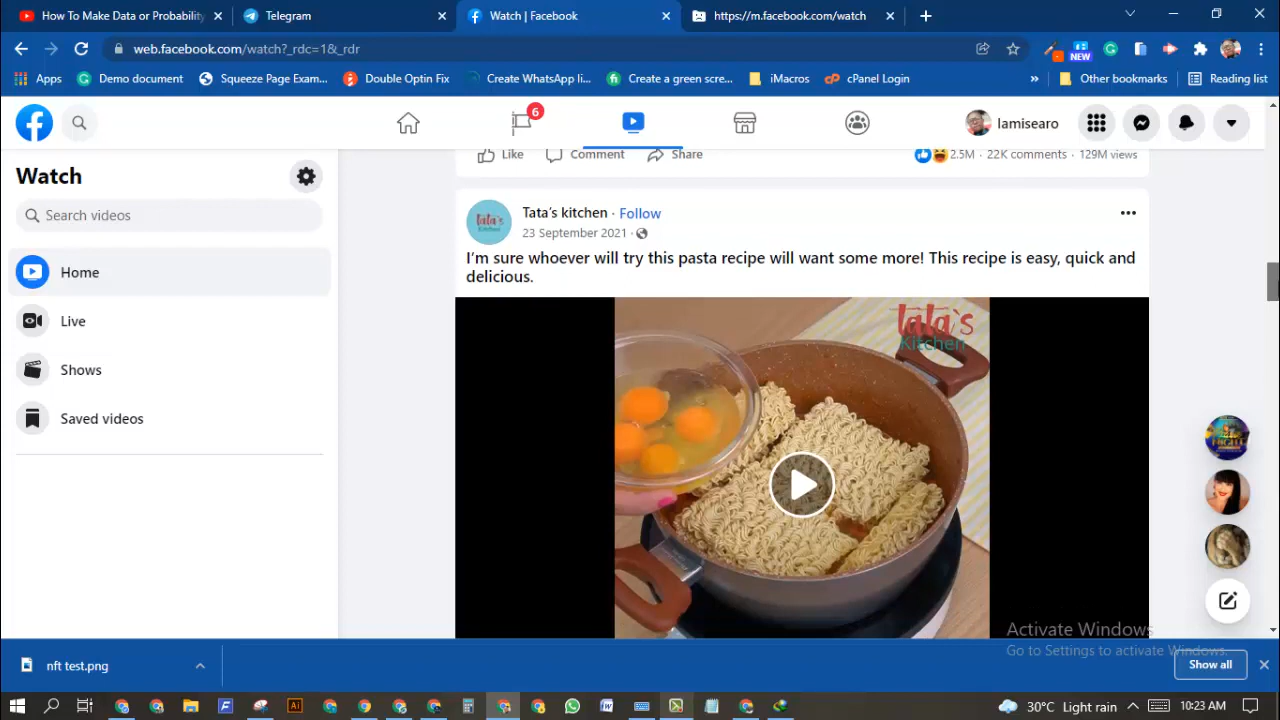 How To Make Data or Probability
Telegram
Watch | Facebook
https://m.facebook.com/watch
web.facebook.com/watch?_rdc=1&_rdr
Apps
Demo document
Squeeze Page Exam...
Double Optin Fix
Create WhatsApp li...
Create a green scre...
iMacros
cPanel Login
»
Other bookmarks
Reading list
NEW
6
lamisearo
Watch
Search videos
Home
Live
Shows
Saved videos
Like
Comment
Share
2.5M · 22K comments · 129M views
Tata's kitchen · Follow
23 September 2021 ·
I'm sure whoever will try this pasta recipe will want some more! This recipe is easy, quick and
delicious.
Tata's
Kitchen
Activate Windows
Go to Settings to activate Windows.
nft test.png
Show all
30°C Light rain
10:23 AM